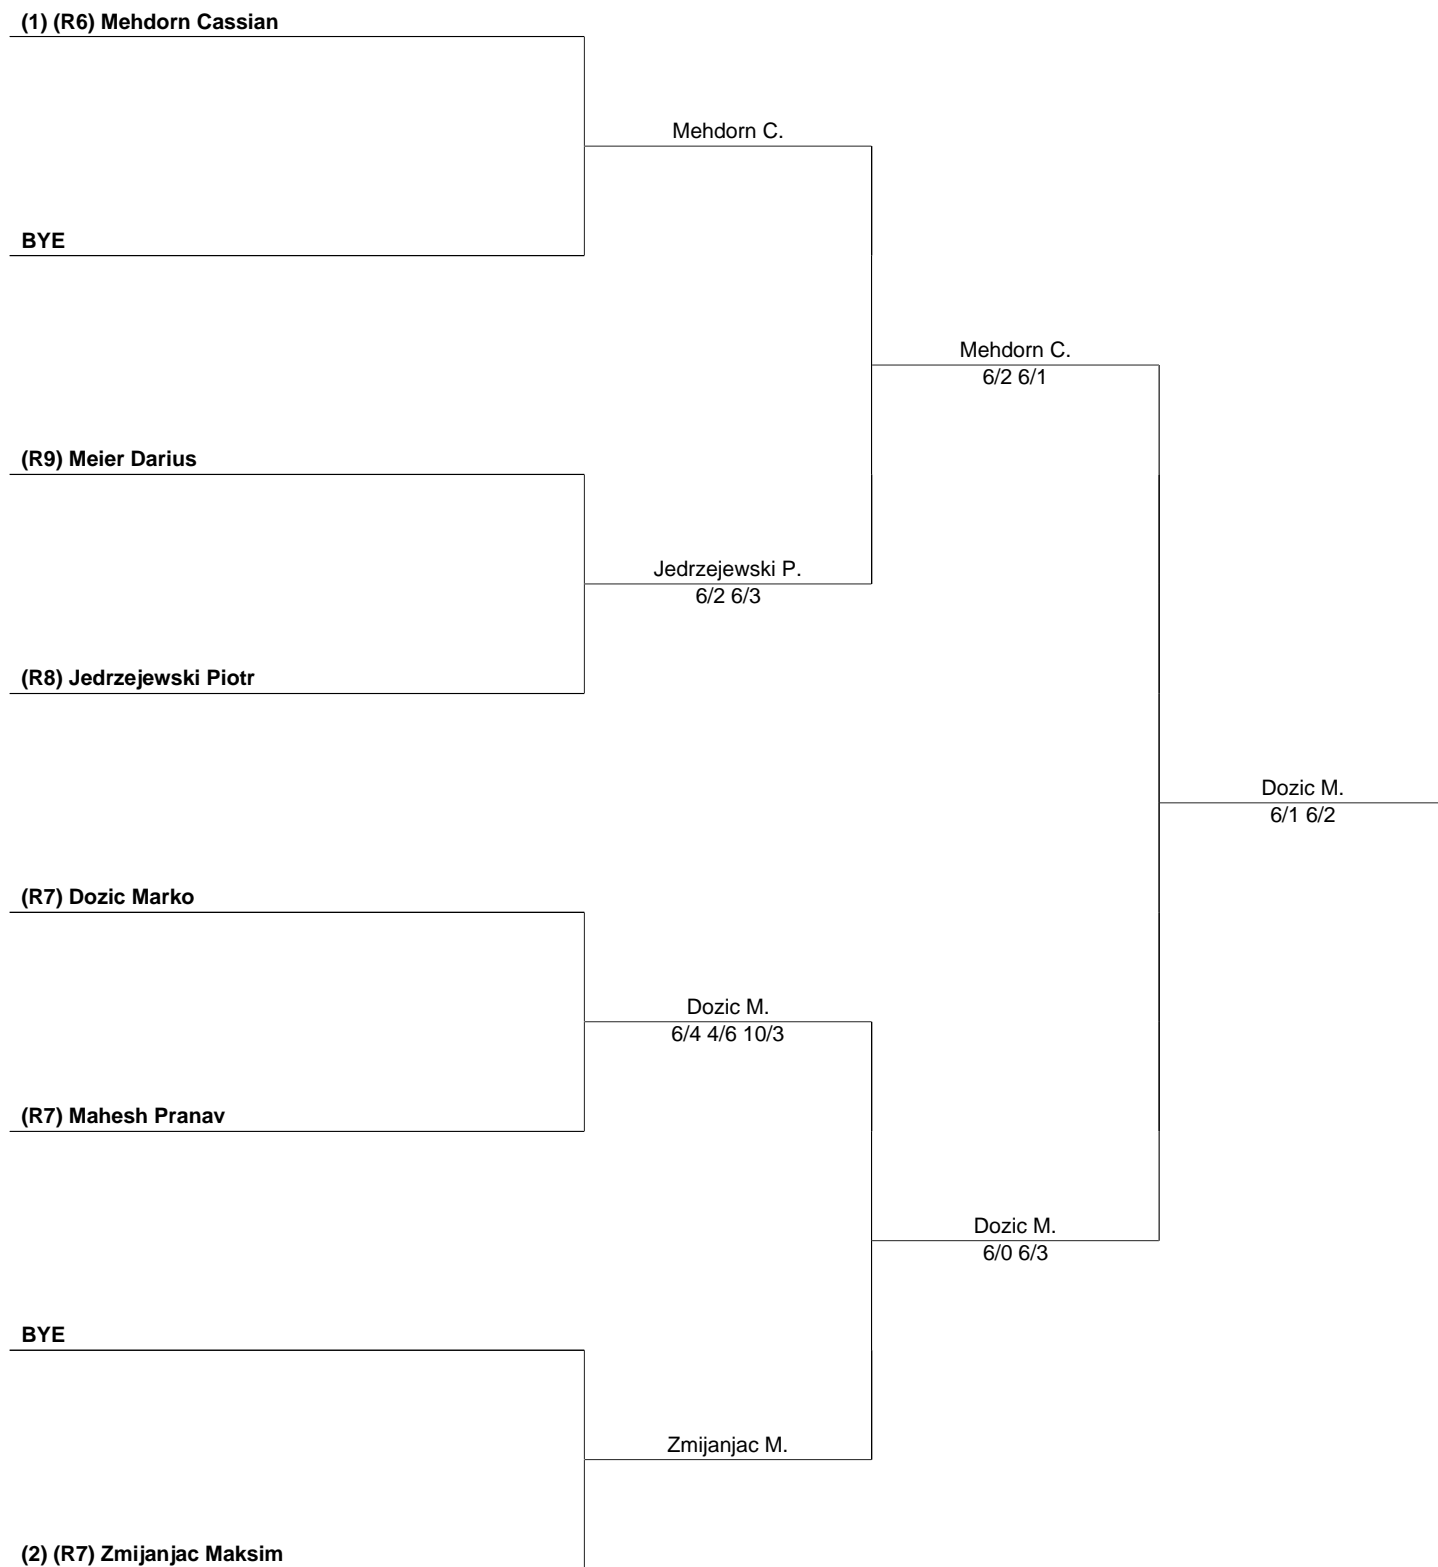 (1) (R6) Mehdorn Cassian
Mehdorn C.
BYE
Mehdorn C.
6/2 6/1
(R9) Meier Darius
Jedrzejewski P.
6/2 6/3
(R8) Jedrzejewski Piotr
Dozic M.
6/1 6/2
(R7) Dozic Marko
Dozic M.
6/4 4/6 10/3
(R7) Mahesh Pranav
Dozic M.
6/0 6/3
BYE
Zmijanjac M.
(2) (R7) Zmijanjac Maksim